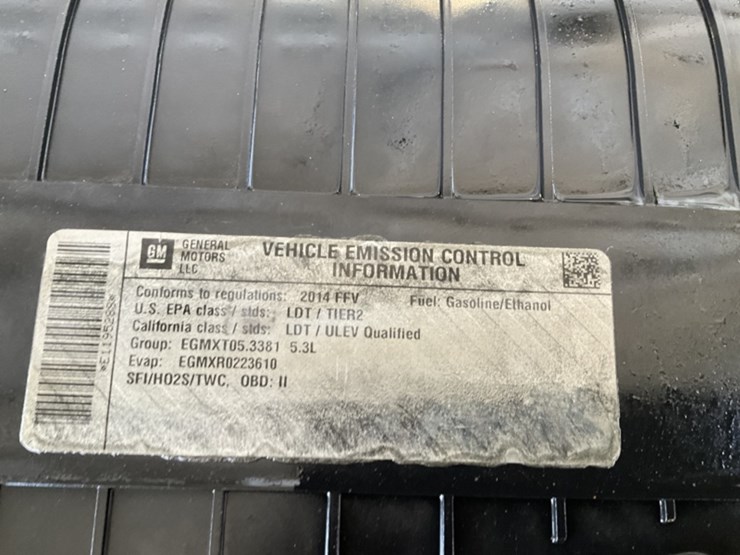 GM GENERAL MOTORS LLC
VEHICLE EMISSION CONTROL
INFORMATION
Conforms to regulations: 2014 FFV Fuel: Gasoline/Ethanol
U.S. EPA class / stds: LDT / TIER2
California class / stds: LDT / ULEV Qualified
Group: EGMXT05.3381 5.3L
Evap: EGMXR0223610
SFI/HO2S/TWC, OBD: II